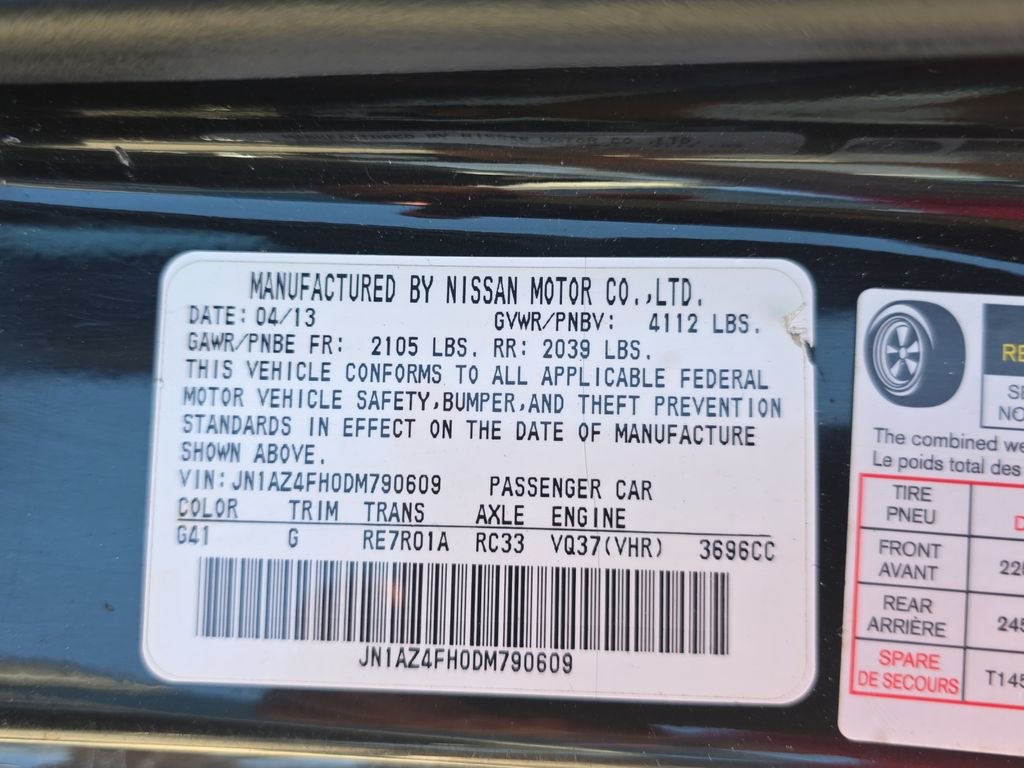 MANUFACTURED BY NISSAN MOTOR CO.,LTD.
DATE: 04/13 GVWR/PNBV: 4112 LBS.
GAWR/PNBE FR: 2105 LBS. RR: 2039 LBS.
THIS VEHICLE CONFORMS TO ALL APPLICABLE FEDERAL
MOTOR VEHICLE SAFETY,BUMPER,AND THEFT PREVENTION
STANDARDS IN EFFECT ON THE DATE OF MANUFACTURE
SHOWN ABOVE.
VIN: JN1AZ4FH0DM790609 PASSENGER CAR
COLOR TRIM TRANS AXLE ENGINE
G41 G RE7R01A RC33 VQ37(VHR) 3696CC
JN1AZ4FH0DM790609
The combined
Le poids total des
TIRE
PNEU
FRONT
AVANT
REAR
ARRIÈRE 245
SPARE
DE SECOURS T145